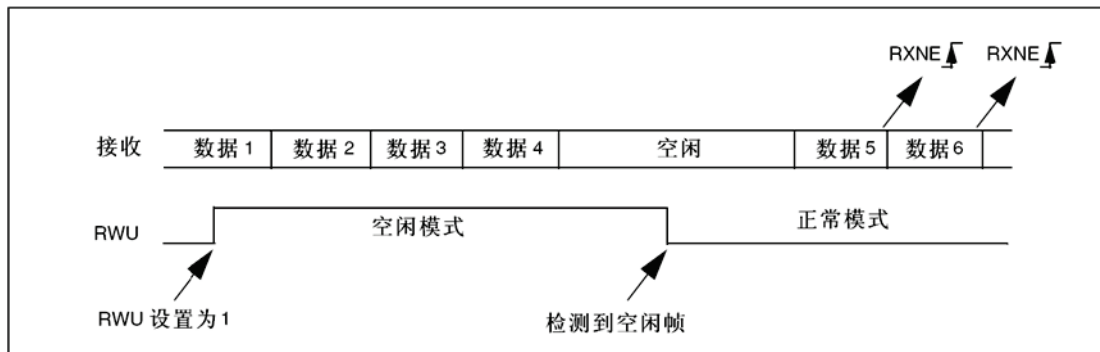 RXNE RXNE
接收 数据 1 数据 2 数据 3 数据 4 空闲 数据 5 数据 6
RWU 空闲模式 正常模式
RWU 设置为 1 检测到空闲帧